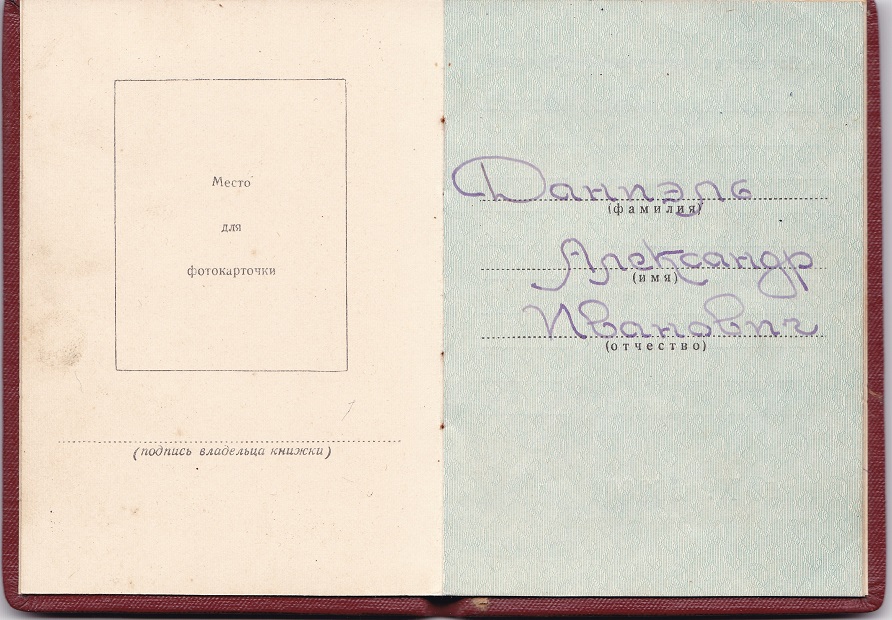 Место
для
фотокарточки
(подпись владельца книжки)
Даниэль
(фамилия)
Александр
(имя)
Иванович
(отчество)